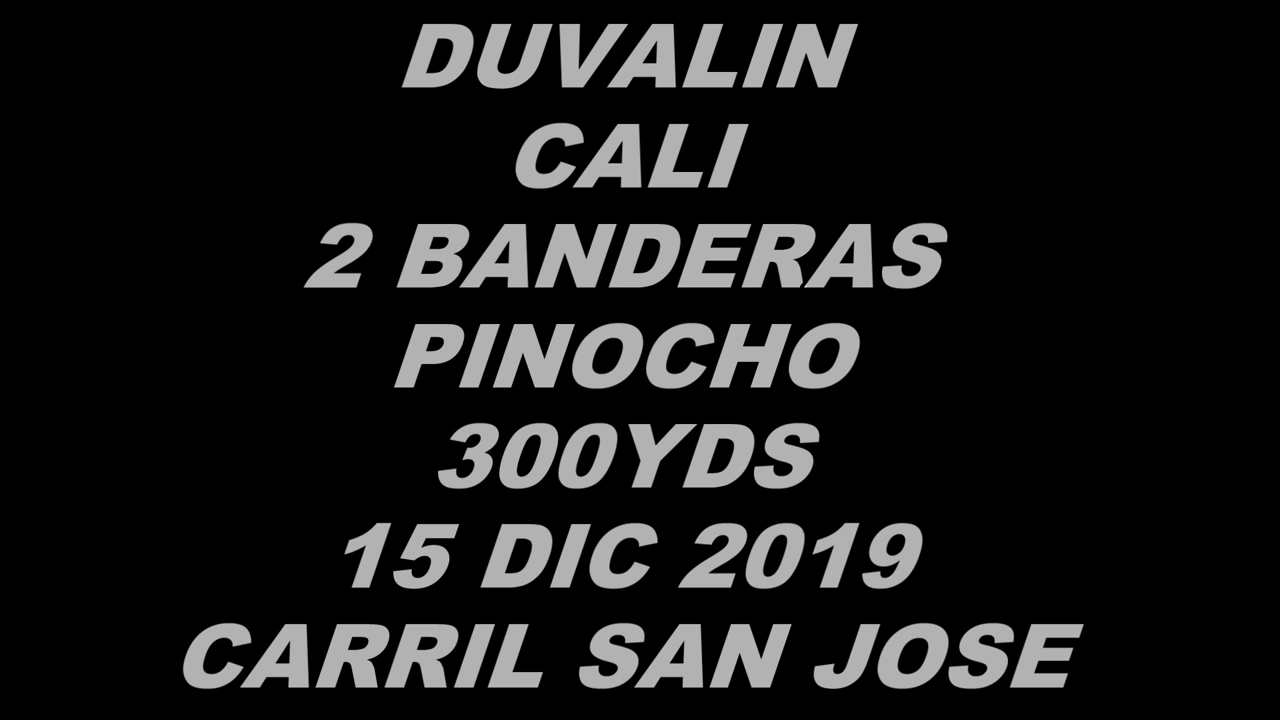 DUVALIN
CALI
2 BANDERAS
PINOCHO
300YDS
15 DIC 2019
CARRIL SAN JOSE